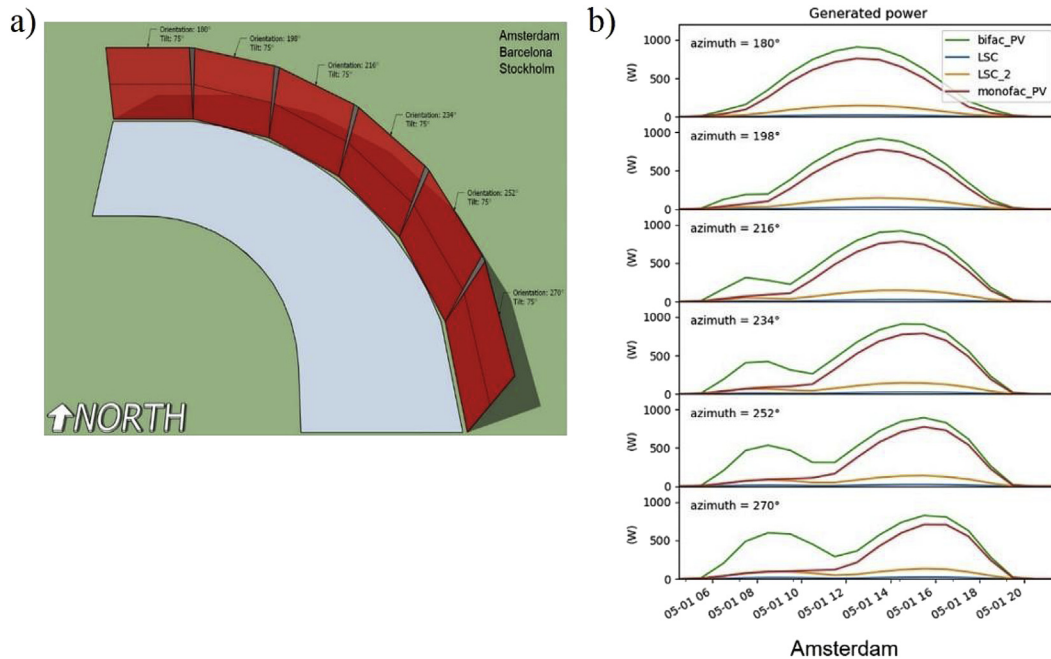 a)
Orientation: 180°
Tilt: 75°
Orientation: 198°
Tilt: 75°
Orientation: 216°
Tilt: 75°
Orientation: 234°
Tilt: 75°
Orientation: 252°
Tilt: 75°
Orientation: 270°
Tilt: 75°
Amsterdam
Barcelona
Stockholm
NORTH
b)
Generated power
bifac_PV
LSC
LSC_2
monofac_PV
azimuth = 180°
1000
500
0
(W)
azimuth = 198°
1000
500
0
(W)
azimuth = 216°
1000
500
0
(W)
azimuth = 234°
1000
500
0
(W)
azimuth = 252°
1000
500
0
(W)
azimuth = 270°
1000
500
0
(W)
05-01 06
05-01 08
05-01 10
05-01 12
05-01 14
05-01 16
05-01 18
05-01 20
Amsterdam